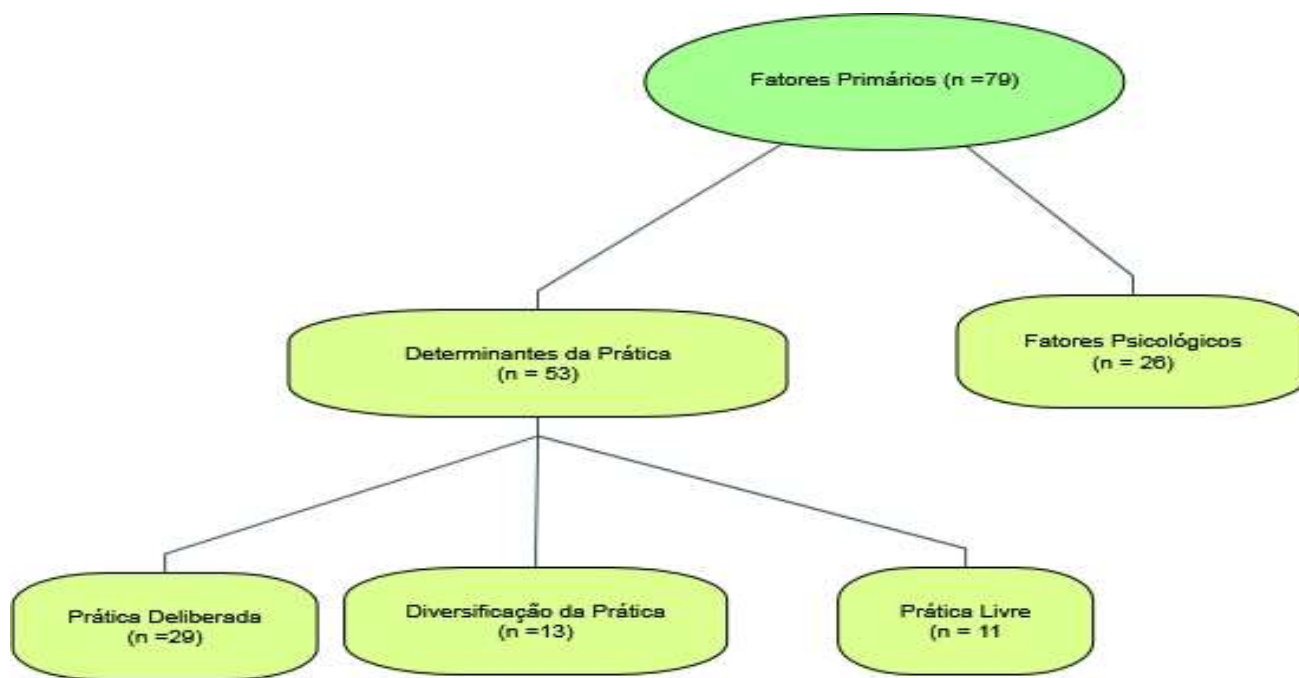 Fatores Primários (n =79)
Determinantes da Prática
(n = 53)
Fatores Psicológicos
(n = 26)
Prática Deliberada
(n =29)
Diversificação da Prática
(n =13)
Prática Livre
(n = 11